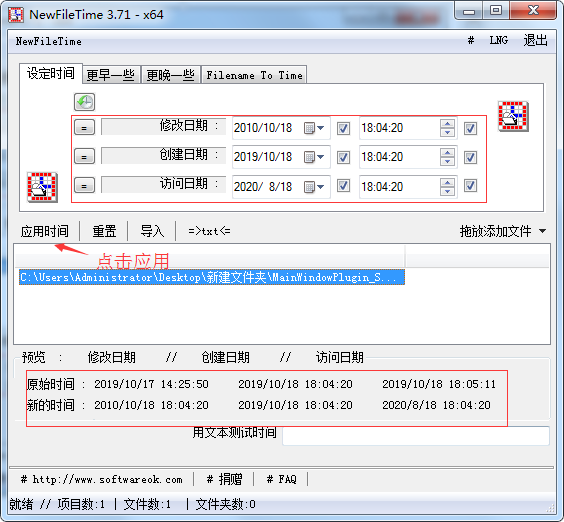 NewFileTime 3.71 - x64
NewFileTime # LNG 退出
设定时间 更早一些 更晚一些 Filename To Time
= 修改日期 : 2010/10/18 18:04:20
= 创建日期 : 2019/10/18 18:04:20
= 访问日期 : 2020/ 8/18 18:04:20
应用时间 重置 导入 =>txt<= 拖放添加文件
点击应用
C:\Users\Administrator\Desktop\新建文件夹\MainWindowPlugin_S...
预览 : 修改日期 // 创建日期 // 访问日期
原始时间 : 2019/10/17 14:25:50 2019/10/18 18:04:20 2019/10/18 18:05:11
新的时间 : 2010/10/18 18:04:20 2019/10/18 18:04:20 2020/8/18 18:04:20
用文本测试时间
# http://www.softwareok.com # 捐赠 # FAQ
就绪 // 项目数:1 | 文件数:1 | 文件夹数:0